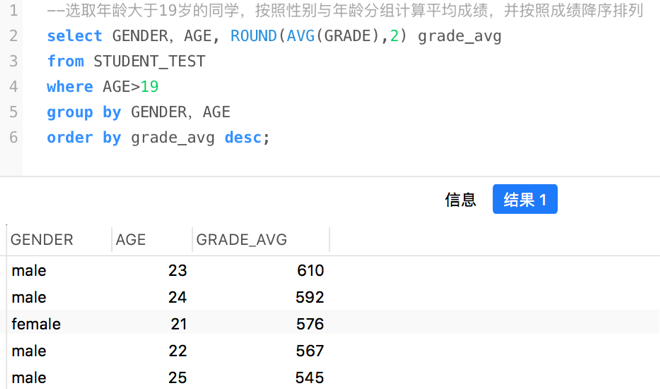 1 --选取年龄大于19岁的同学，按照性别与年龄分组计算平均成绩，并按照成绩降序排列
2 select GENDER, AGE, ROUND(AVG(GRADE),2) grade_avg
3 from STUDENT_TEST
4 where AGE>19
5 group by GENDER, AGE
6 order by grade_avg desc;
信息 结果 1
GENDER AGE GRADE_AVG
male 23 610
male 24 592
female 21 576
male 22 567
male 25 545